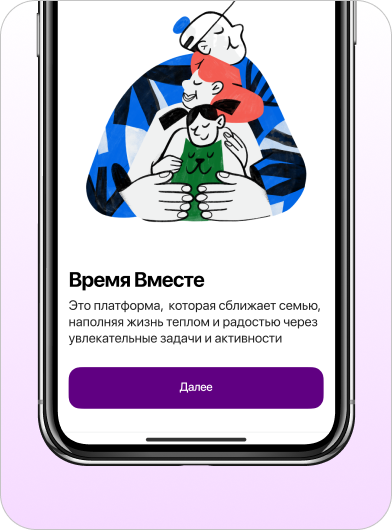 Время Вместе
Это платформа, которая сближает семью,
наполняя жизнь теплом и радостью через
увлекательные задачи и активности
Далее